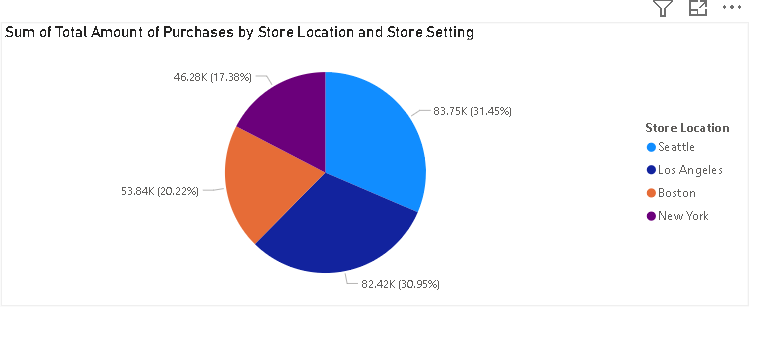 Sum of Total Amount of Purchases by Store Location and Store Setting
46.28K (17.38%)
83.75K (31.45%)
53.84K (20.22%)
82.42K (30.95%)
Store Location
Seattle
Los Angeles
Boston
New York